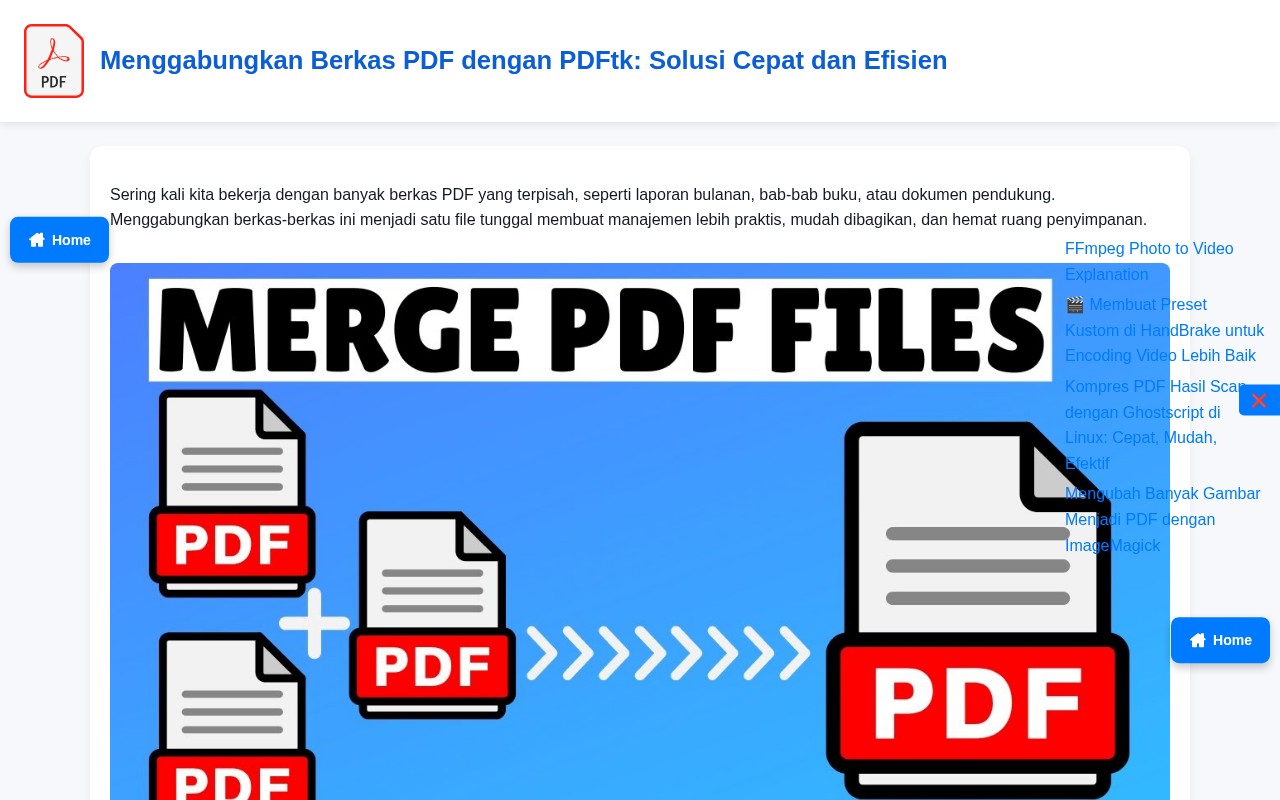 PDF
Menggabungkan Berkas PDF dengan PDFtk: Solusi Cepat dan Efisien
Sering kali kita bekerja dengan banyak berkas PDF yang terpisah, seperti laporan bulanan, bab-bab buku, atau dokumen pendukung.
Menggabungkan berkas-berkas ini menjadi satu file tunggal membuat manajemen lebih praktis, mudah dibagikan, dan hemat ruang penyimpanan.
Home
MERGE PDF FILES
PDF
PDF
PDF
PDF
FFmpeg Photo to Video
Explanation
🎬 Membuat Preset
Kustom di HandBrake untuk
Encoding Video Lebih Baik
Kompres PDF Hasil Scan
dengan Ghostscript di
Linux: Cepat, Mudah,
Efektif
Mengubah Banyak Gambar
Menjadi PDF dengan
ImageMagick
Home